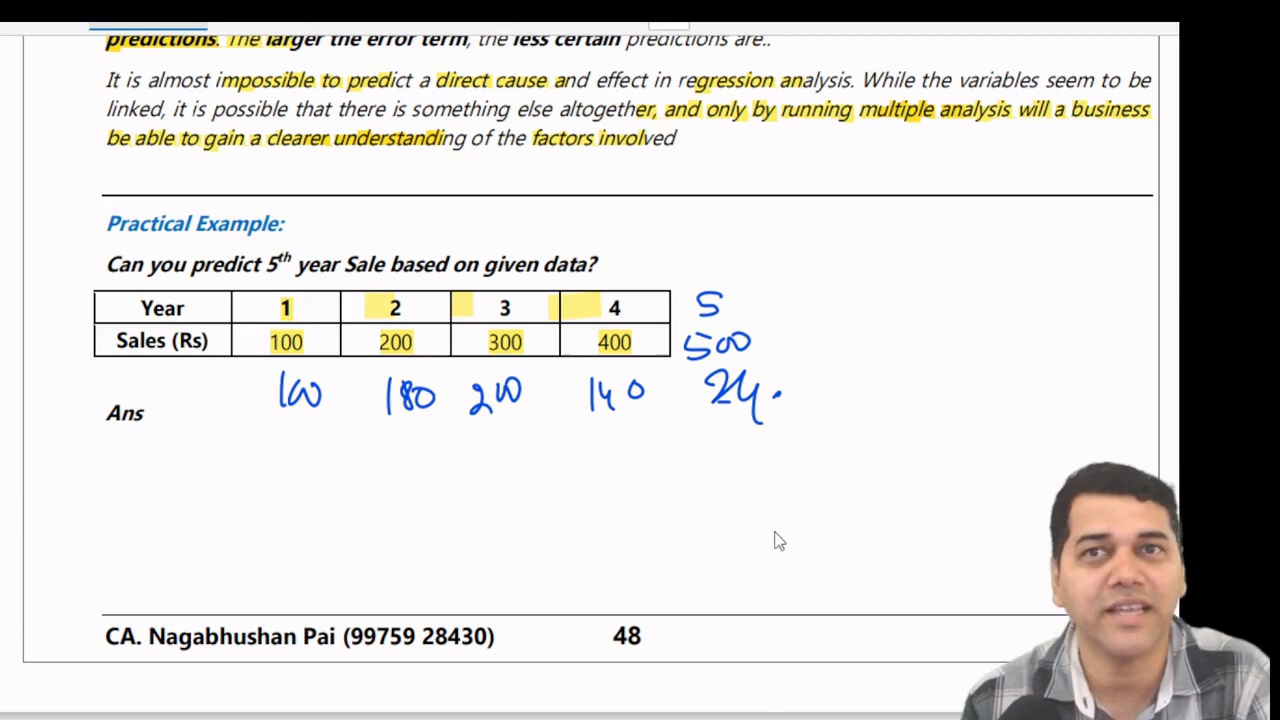 predictions. The larger the error term, the less certain predictions are..
It is almost impossible to predict a direct cause and effect in regression analysis. While the variables seem to be
linked, it is possible that there is something else altogether, and only by running multiple analysis will a business
be able to gain a clearer understanding of the factors involved
Practical Example:
Can you predict 5th year Sale based on given data?
Year 1 2 3 4 5
Sales (Rs) 100 200 300 400 500
100 180 200 140 24.
Ans
CA. Nagabhushan Pai (99759 28430) 48